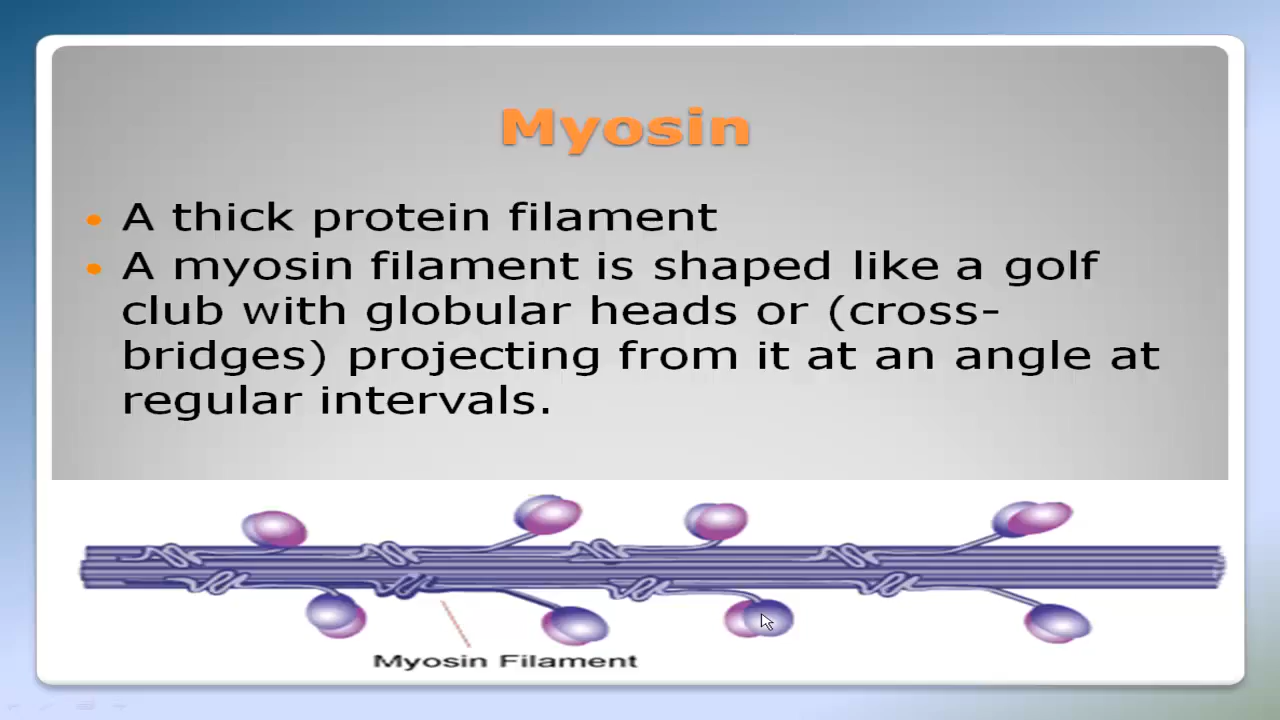 Myosin
• A thick protein filament
• A myosin filament is shaped like a golf
club with globular heads or (cross-
bridges) projecting from it at an angle at
regular intervals.
Myosin Filament